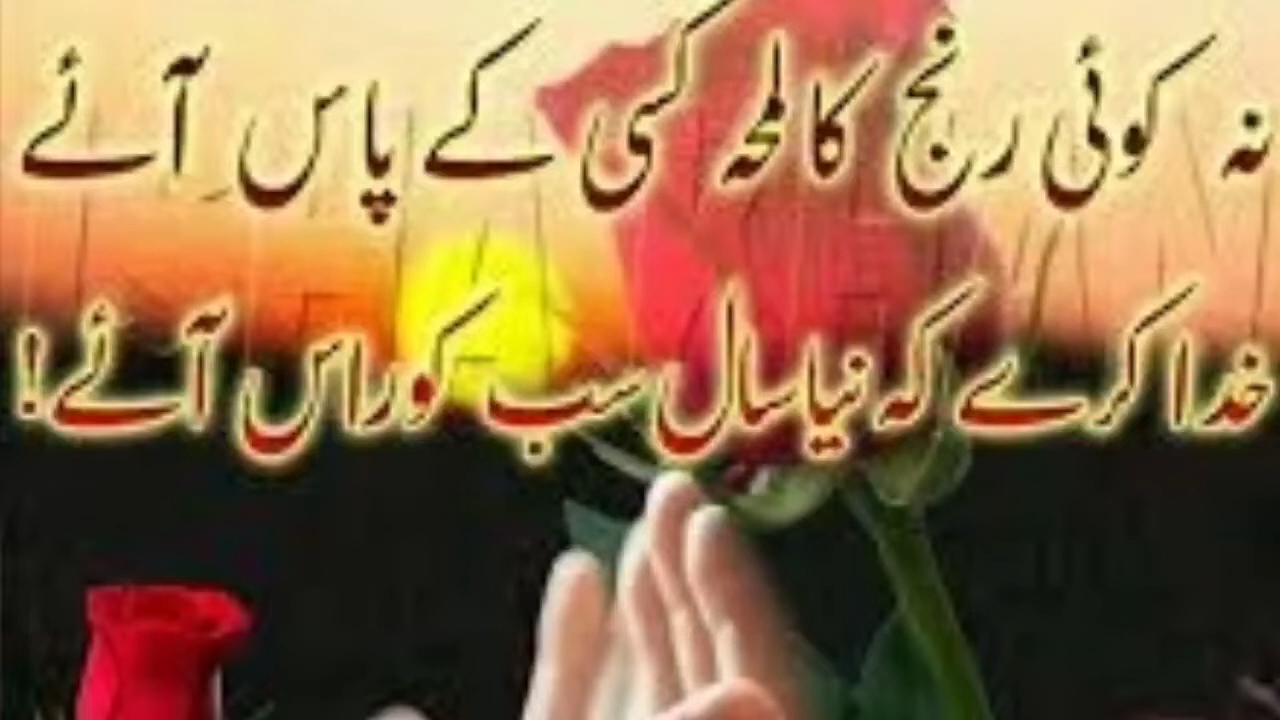 نہ کوئی رنج کا لمحہ کسی کے پاس آئے
خدا کرے کہ نیا سال سب کو راس آئے!